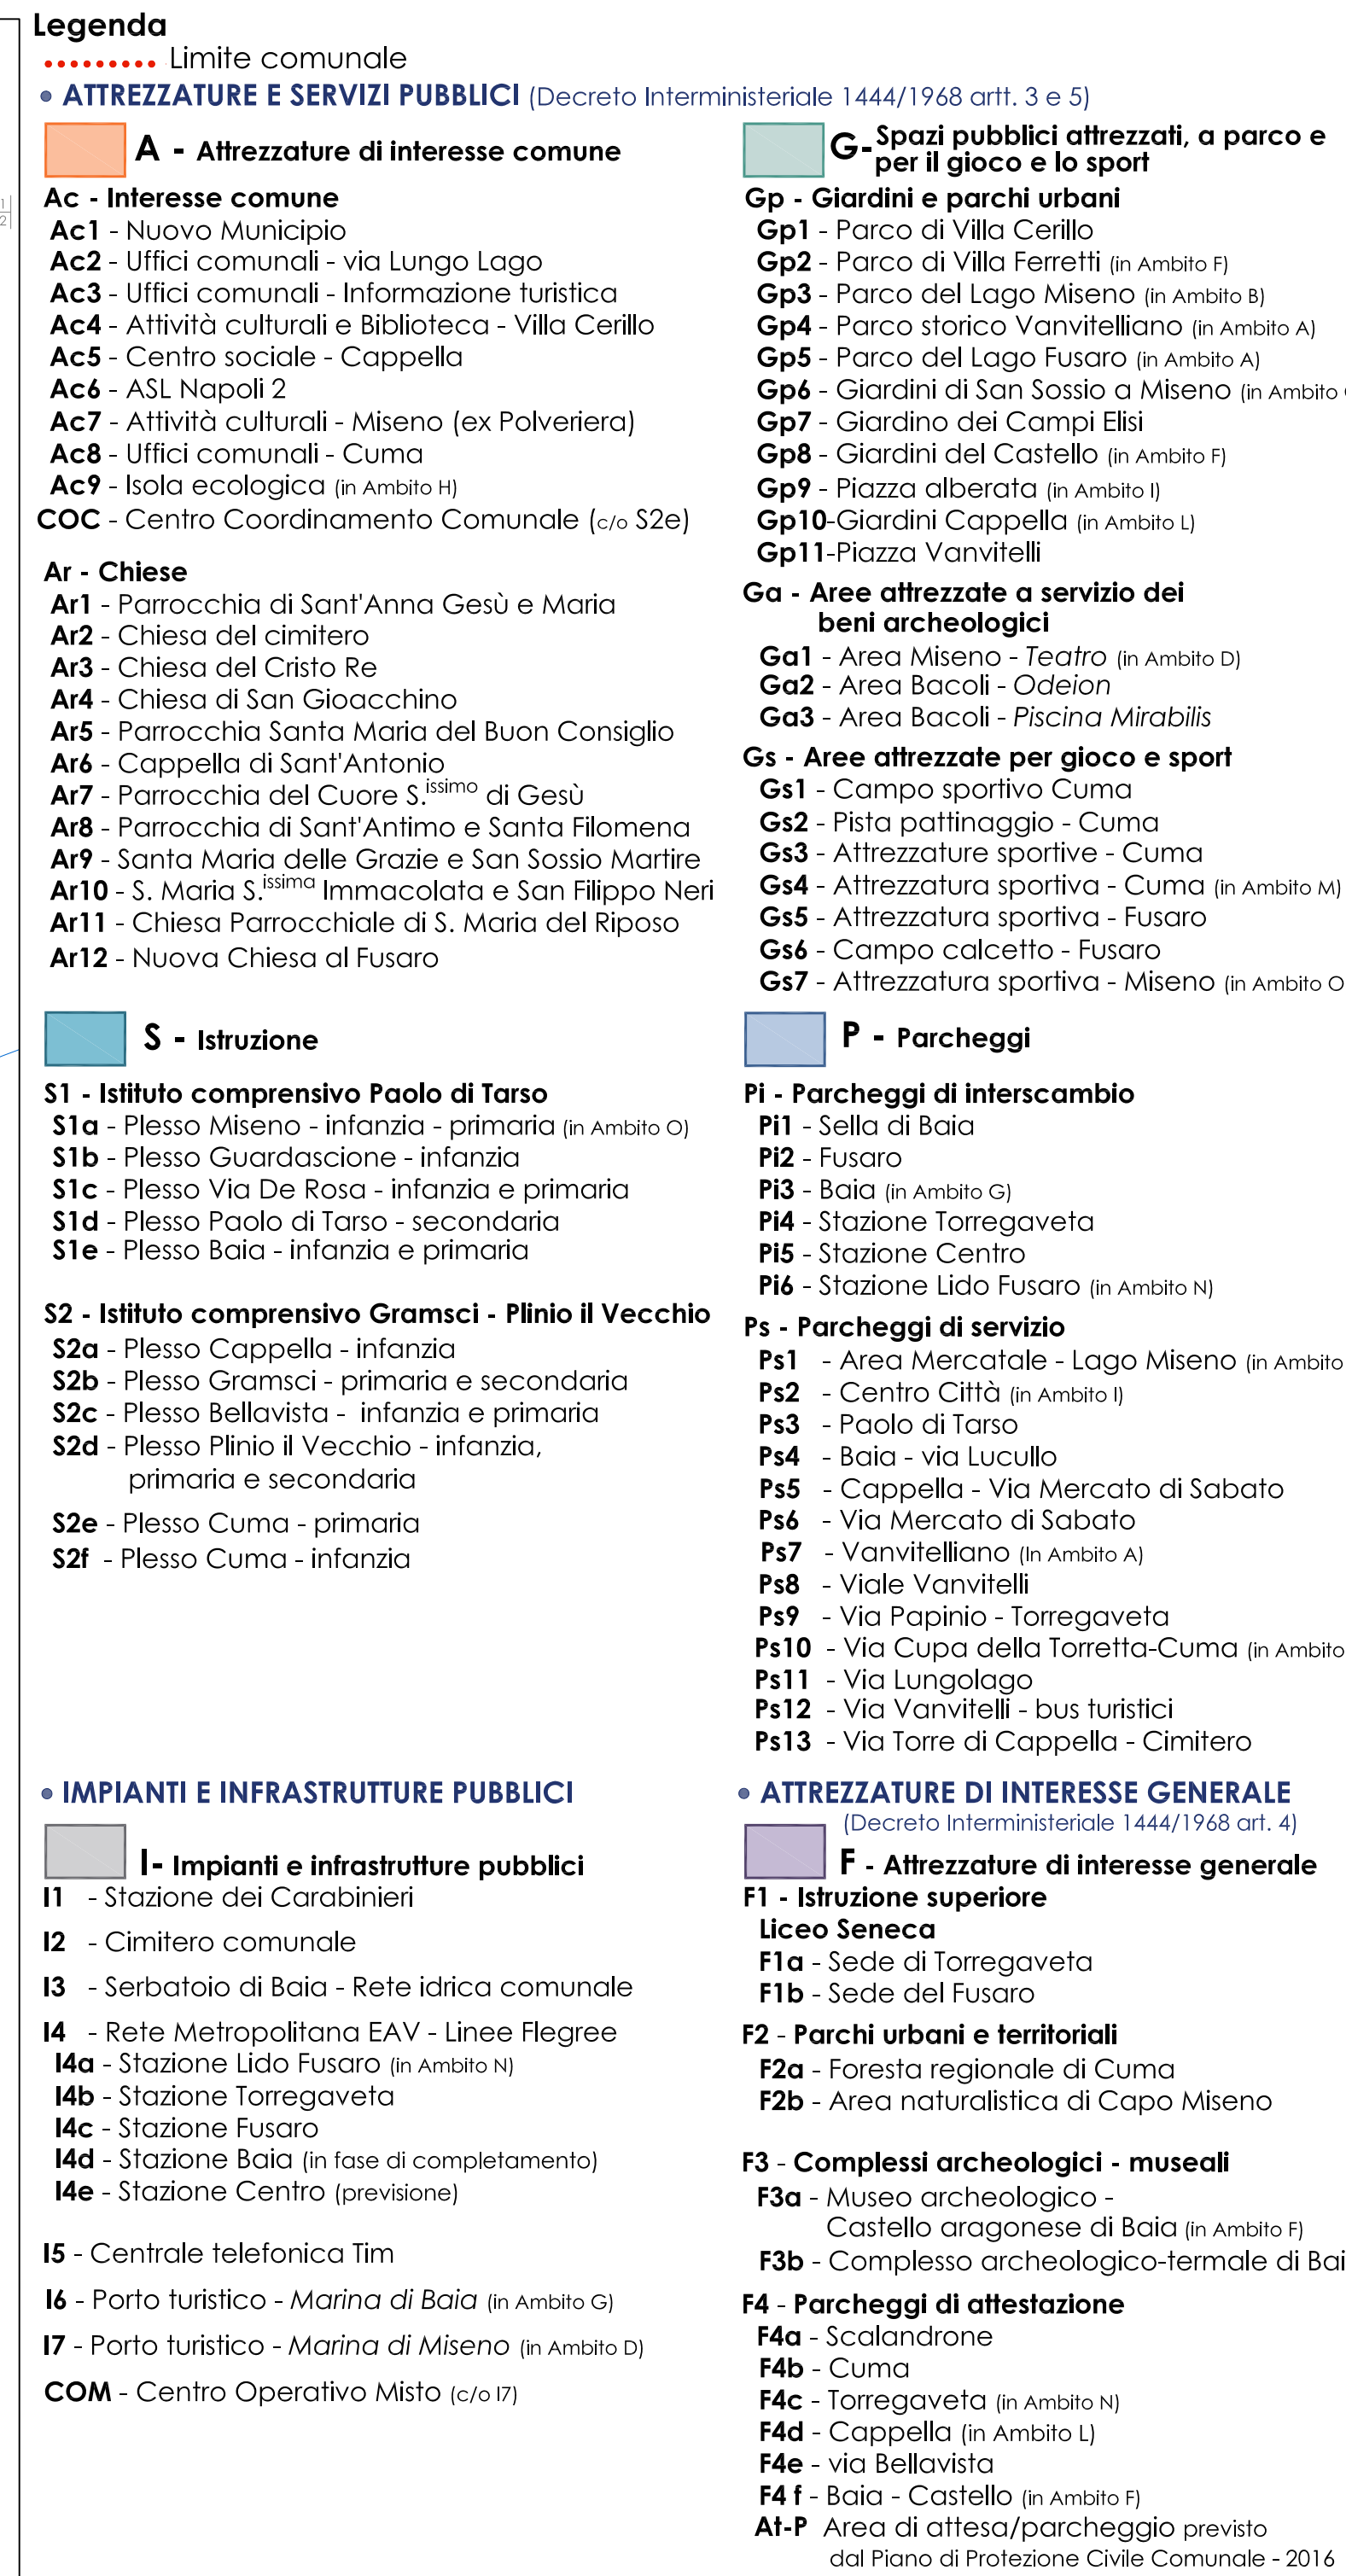 Legenda
Limite comunale
• ATTREZZATURE E SERVIZI PUBBLICI (Decreto Interministeriale 1444/1968 artt. 3 e 5)
A - Attrezzature di interesse comune
Ac - Interesse comune
Ac1 - Nuovo Municipio
Ac2 - Uffici comunali - via Lungo Lago
Ac3 - Uffici comunali - Informazione turistica
Ac4 - Attività culturali e Biblioteca - Villa Cerillo
Ac5 - Centro sociale - Cappella
Ac6 - ASL Napoli 2
Ac7 - Attività culturali - Miseno (ex Polveriera)
Ac8 - Uffici comunali - Cuma
Ac9 - Isola ecologica (in Ambito H)
COC - Centro Coordinamento Comunale (c/o S2e)
Ar - Chiese
Ar1 - Parrocchia di Sant'Anna Gesù e Maria
Ar2 - Chiesa del cimitero
Ar3 - Chiesa del Cristo Re
Ar4 - Chiesa di San Gioacchino
Ar5 - Parrocchia Santa Maria del Buon Consiglio
Ar6 - Cappella di Sant'Antonio
Ar7 - Parrocchia del Cuore S.issimo di Gesù
Ar8 - Parrocchia di Sant'Antimo e Santa Filomena
Ar9 - Santa Maria delle Grazie e San Sossio Martire
Ar10 - S. Maria S.issima Immacolata e San Filippo Neri
Ar11 - Chiesa Parrocchiale di S. Maria del Riposo
Ar12 - Nuova Chiesa al Fusaro
S - Istruzione
S1 - Istituto comprensivo Paolo di Tarso
S1a - Plesso Miseno - infanzia - primaria (in Ambito O)
S1b - Plesso Guardascione - infanzia
S1c - Plesso Via De Rosa - infanzia e primaria
S1d - Plesso Paolo di Tarso - secondaria
S1e - Plesso Baia - infanzia e primaria
S2 - Istituto comprensivo Gramsci - Plinio il Vecchio
S2a - Plesso Cappella - infanzia
S2b - Plesso Gramsci - primaria e secondaria
S2c - Plesso Bellavista - infanzia e primaria
S2d - Plesso Plinio il Vecchio - infanzia,
primaria e secondaria
S2e - Plesso Cuma - primaria
S2f - Plesso Cuma - infanzia
G- Spazi pubblici attrezzati, a parco e
per il gioco e lo sport
Gp - Giardini e parchi urbani
Gp1 - Parco di Villa Cerillo
Gp2 - Parco di Villa Ferretti (in Ambito F)
Gp3 - Parco del Lago Miseno (in Ambito B)
Gp4 - Parco storico Vanvitelliano (in Ambito A)
Gp5 - Parco del Lago Fusaro (in Ambito A)
Gp6 - Giardini di San Sossio a Miseno (in Ambito
Gp7 - Giardino dei Campi Elisi
Gp8 - Giardini del Castello (in Ambito F)
Gp9 - Piazza alberata (in Ambito I)
Gp10-Giardini Cappella (in Ambito L)
Gp11-Piazza Vanvitelli
Ga - Aree attrezzate a servizio dei
beni archeologici
Ga1 - Area Miseno - Teatro (in Ambito D)
Ga2 - Area Bacoli - Odeion
Ga3 - Area Bacoli - Piscina Mirabilis
Gs - Aree attrezzate per gioco e sport
Gs1 - Campo sportivo Cuma
Gs2 - Pista pattinaggio - Cuma
Gs3 - Attrezzature sportive - Cuma
Gs4 - Attrezzatura sportiva - Cuma (in Ambito M)
Gs5 - Attrezzatura sportiva - Fusaro
Gs6 - Campo calcetto - Fusaro
Gs7 - Attrezzatura sportiva - Miseno (in Ambito O
P - Parcheggi
Pi - Parcheggi di interscambio
Pi1 - Sella di Baia
Pi2 - Fusaro
Pi3 - Baia (in Ambito G)
Pi4 - Stazione Torregaveta
Pi5 - Stazione Centro
Pi6 - Stazione Lido Fusaro (in Ambito N)
Ps - Parcheggi di servizio
Ps1 - Area Mercatale - Lago Miseno (in Ambito
Ps2 - Centro Città (in Ambito I)
Ps3 - Paolo di Tarso
Ps4 - Baia - via Lucullo
Ps5 - Cappella - Via Mercato di Sabato
Ps6 - Via Mercato di Sabato
Ps7 - Vanvitelliano (In Ambito A)
Ps8 - Viale Vanvitelli
Ps9 - Via Papinio - Torregaveta
Ps10 - Via Cupa della Torretta-Cuma (in Ambito
Ps11 - Via Lungolago
Ps12 - Via Vanvitelli - bus turistici
Ps13 - Via Torre di Cappella - Cimitero
• IMPIANTI E INFRASTRUTTURE PUBBLICI
I- Impianti e infrastrutture pubblici
I1 - Stazione dei Carabinieri
I2 - Cimitero comunale
I3 - Serbatoio di Baia - Rete idrica comunale
I4 - Rete Metropolitana EAV - Linee Flegree
I4a - Stazione Lido Fusaro (in Ambito N)
I4b - Stazione Torregaveta
I4c - Stazione Fusaro
I4d - Stazione Baia (in fase di completamento)
I4e - Stazione Centro (previsione)
I5 - Centrale telefonica Tim
I6 - Porto turistico - Marina di Baia (in Ambito G)
I7 - Porto turistico - Marina di Miseno (in Ambito D)
COM - Centro Operativo Misto (c/o I7)
• ATTREZZATURE DI INTERESSE GENERALE
(Decreto Interministeriale 1444/1968 art. 4)
F - Attrezzature di interesse generale
F1 - Istruzione superiore
Liceo Seneca
F1a - Sede di Torregaveta
F1b - Sede del Fusaro
F2 - Parchi urbani e territoriali
F2a - Foresta regionale di Cuma
F2b - Area naturalistica di Capo Miseno
F3 - Complessi archeologici - museali
F3a - Museo archeologico -
Castello aragonese di Baia (in Ambito F)
F3b - Complesso archeologico-termale di Bai
F4 - Parcheggi di attestazione
F4a - Scalandrone
F4b - Cuma
F4c - Torregaveta (in Ambito N)
F4d - Cappella (in Ambito L)
F4e - via Bellavista
F4 f - Baia - Castello (in Ambito F)
At-P Area di attesa/parcheggio previsto
dal Piano di Protezione Civile Comunale - 2016
1
2